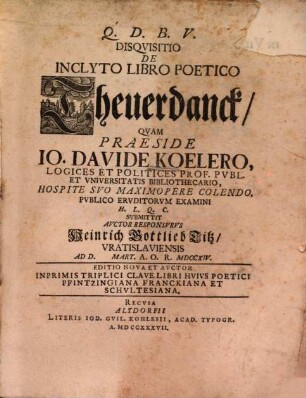 Q. D. B. V.
DISQVISITIO
DE
INCLYTO LIBRO POETICO
Theuerdanck/
QVAM
PRAESIDE
IO. DAVIDE KOELERO,
LOGICES ET POLITICES PROF. PVBL.
ET VNIVERSITATIS BIBLIOTHECARIO,
HOSPITE SVO MAXIMOPERE COLENDO,
PVBLICO ERVDITORVM EXAMINI
H. L. Q. C.
SUBMITTIT
AVCTOR RESPONSVRVS
Heinrich Gottlieb Titz/
VRATISLAVIENSIS
AD D. MART. A. O. R. MDCCXIV.
EDITIO NOVA ET AVCTOR
INPRIMIS TRIPLICI CLAVE LIBRI HVIVS POETICI
PFINTZINGIANA FRANCKIANA ET
SCHVLTESIANA.
RECVSA
ALTDORFII
LITERIS IOD. GVIL. KOHLESII, ACAD. TYPOGR.
A. MDCCXXXVII.